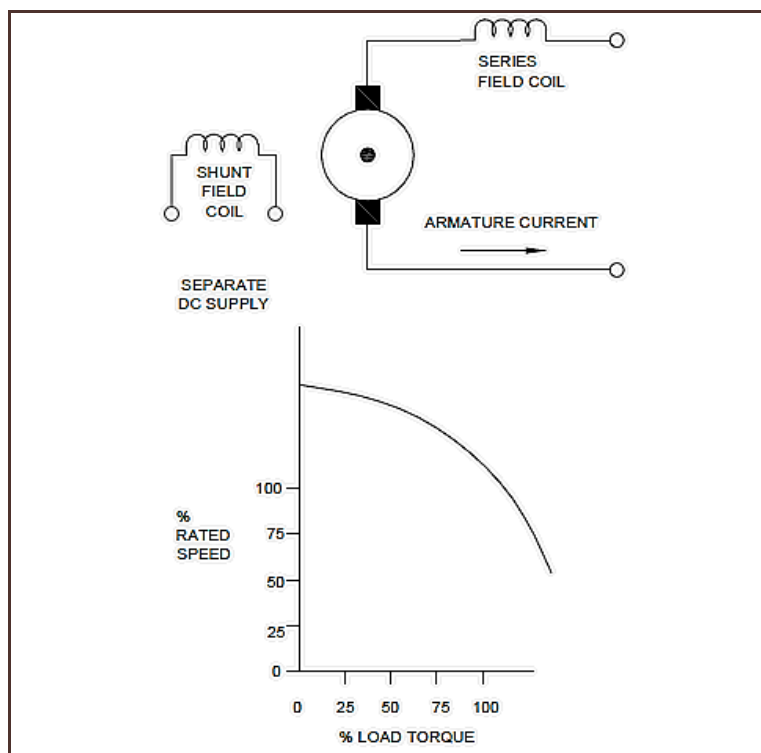 SERIES
FIELD COIL
SHUNT
FIELD
COIL
ARMATURE CURRENT
SEPARATE
DC SUPPLY
100
%
RATED
SPEED
75
50
25
0
0 25 50 75 100
% LOAD TORQUE